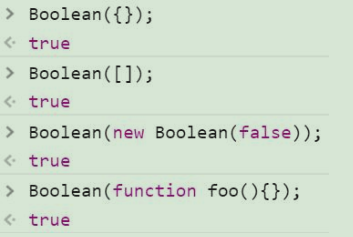 > Boolean({});
<· true
> Boolean([]);
<· true
> Boolean(new Boolean(false));
<· true
> Boolean(function foo(){});
<· true